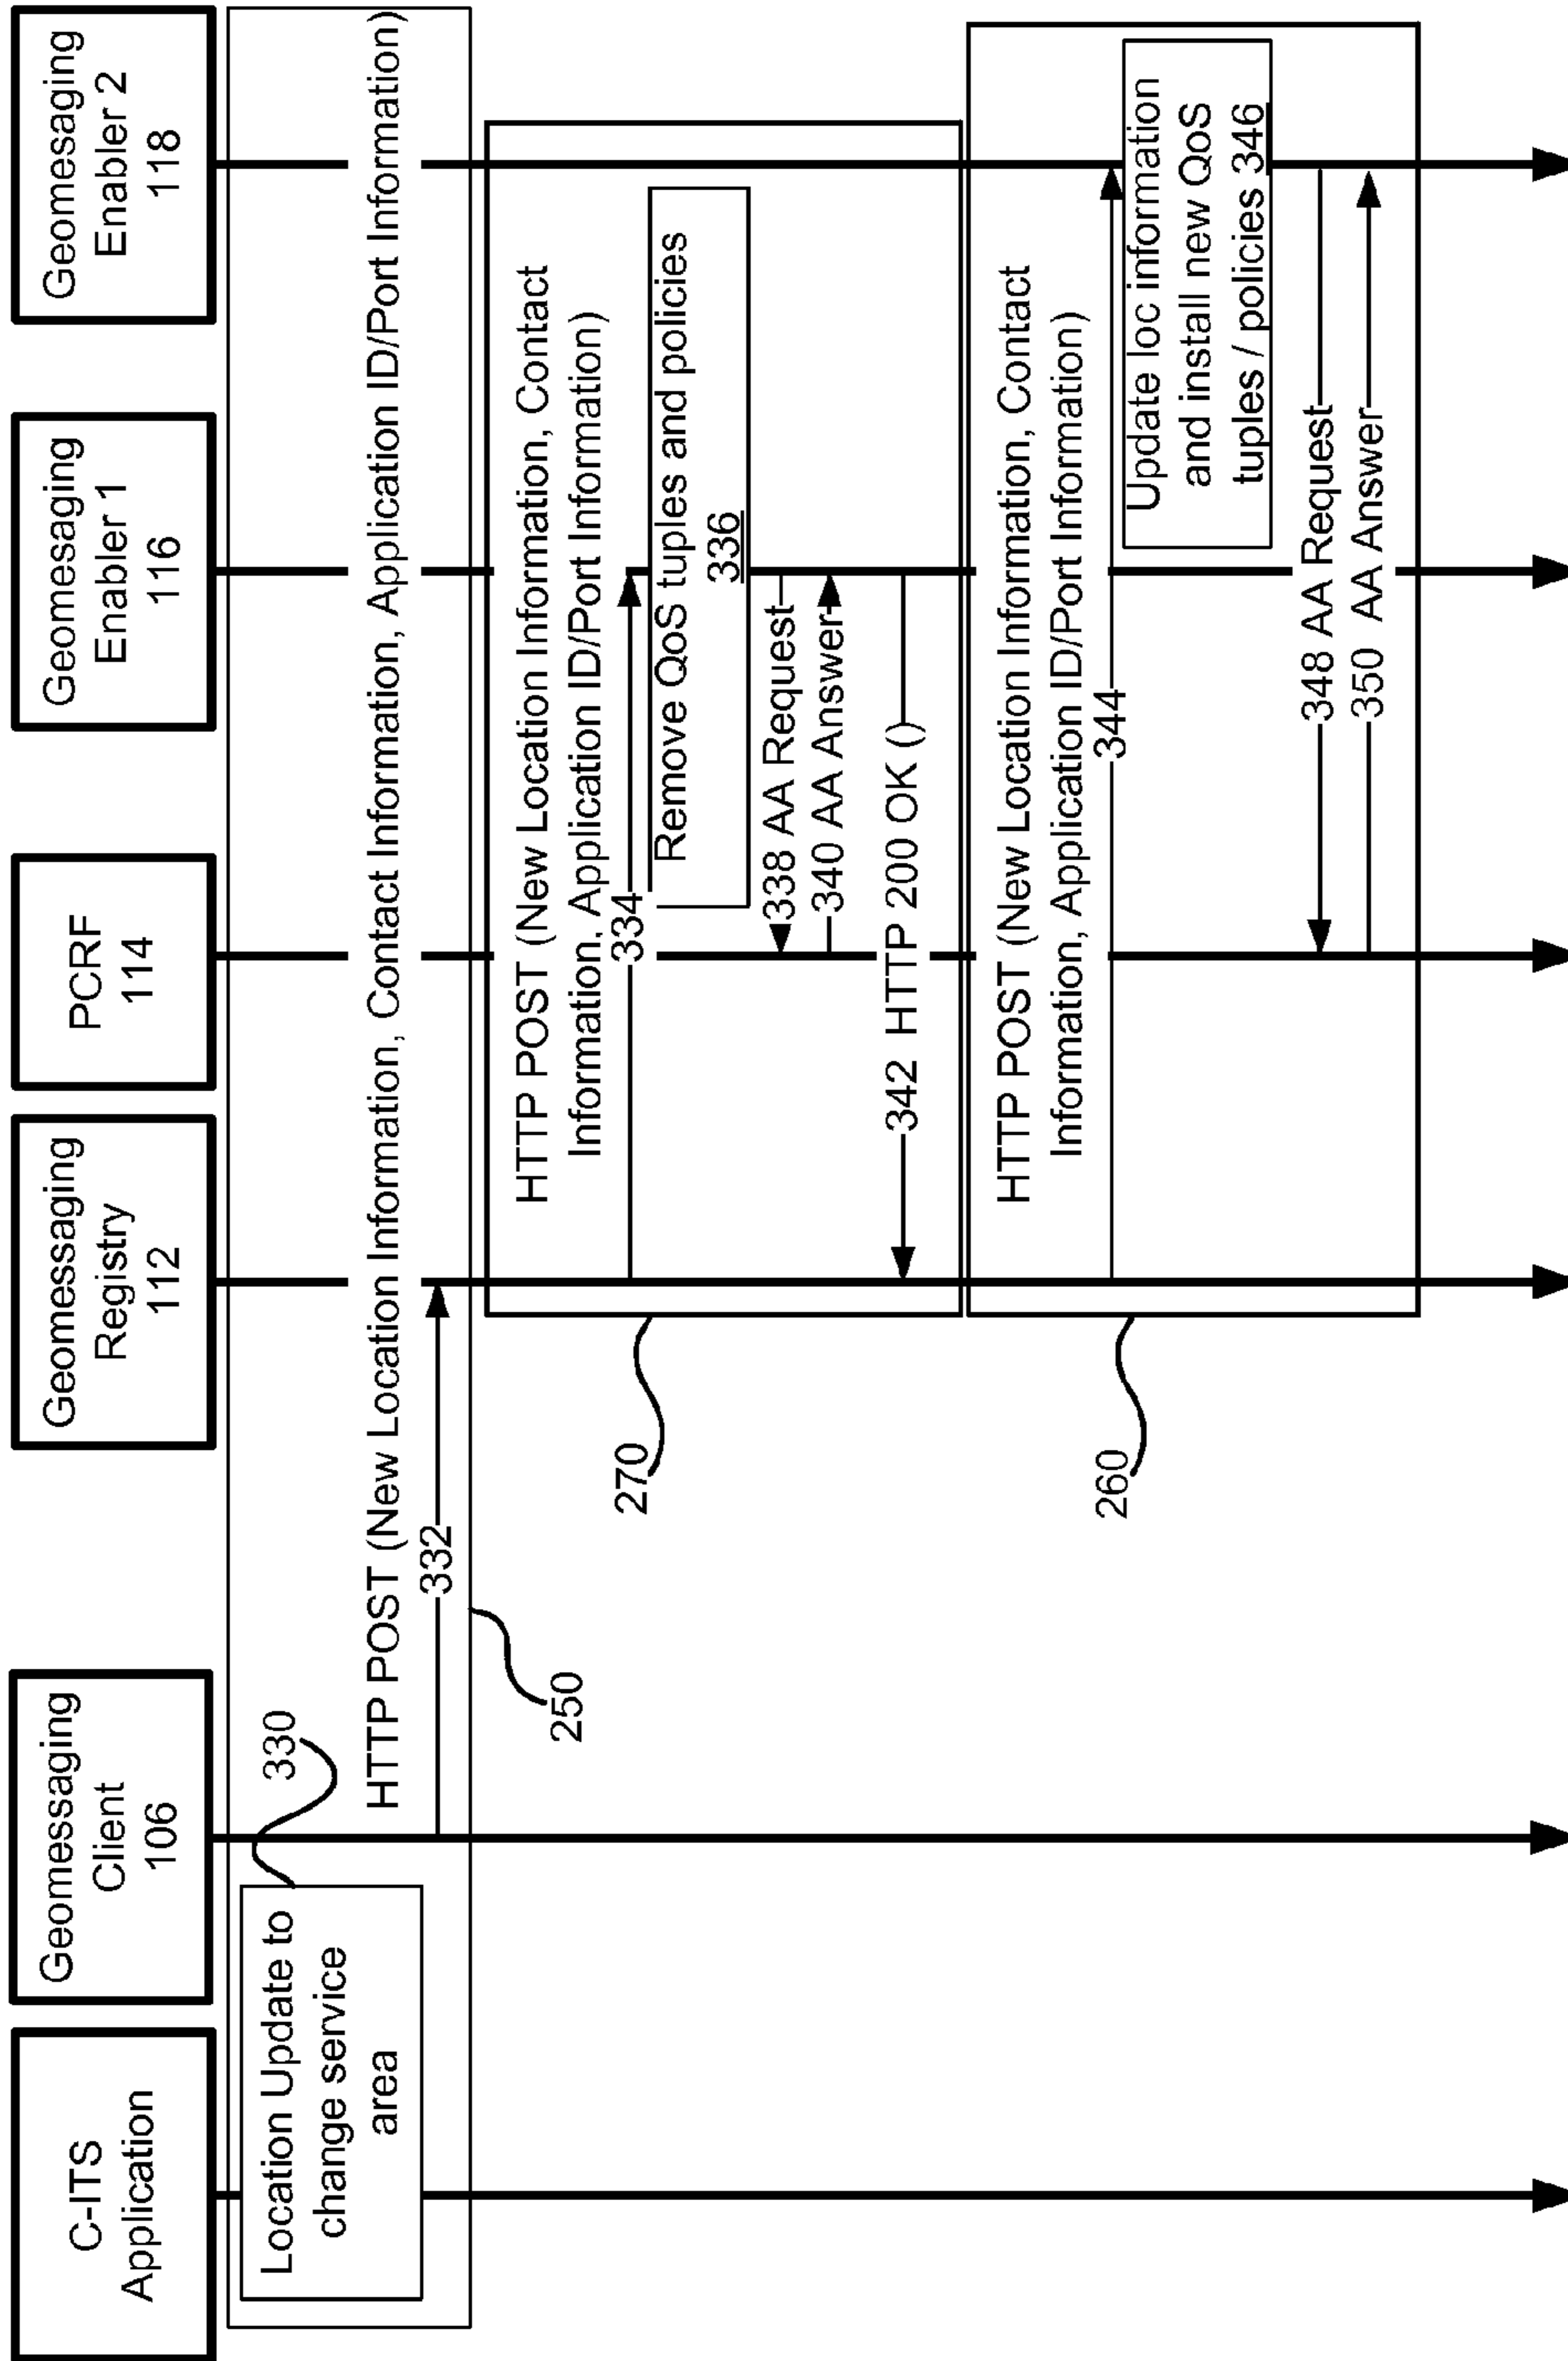 C-ITS
Application
Geomessaging
Client
106
Geomessaging
Registry
112
PCRF
114
Geomesaging
Enabler 1
116
Geomesaging
Enabler 2
118
Location Update to
change service
area
330
HTTP POST (New Location Information, Contact Information, Application ID/Port Information)
332
250
HTTP POST (New Location Information, Contact
Information, Application ID/Port Information)
334
Remove QoS tuples and policies
336
338 AA Request
340 AA Answer
342 HTTP 200 OK ()
270
HTTP POST (New Location Information, Contact
Information, Application ID/Port Information)
344
Update loc information
and install new QoS
tuples / policies 346
348 AA Request
350 AA Answer
260